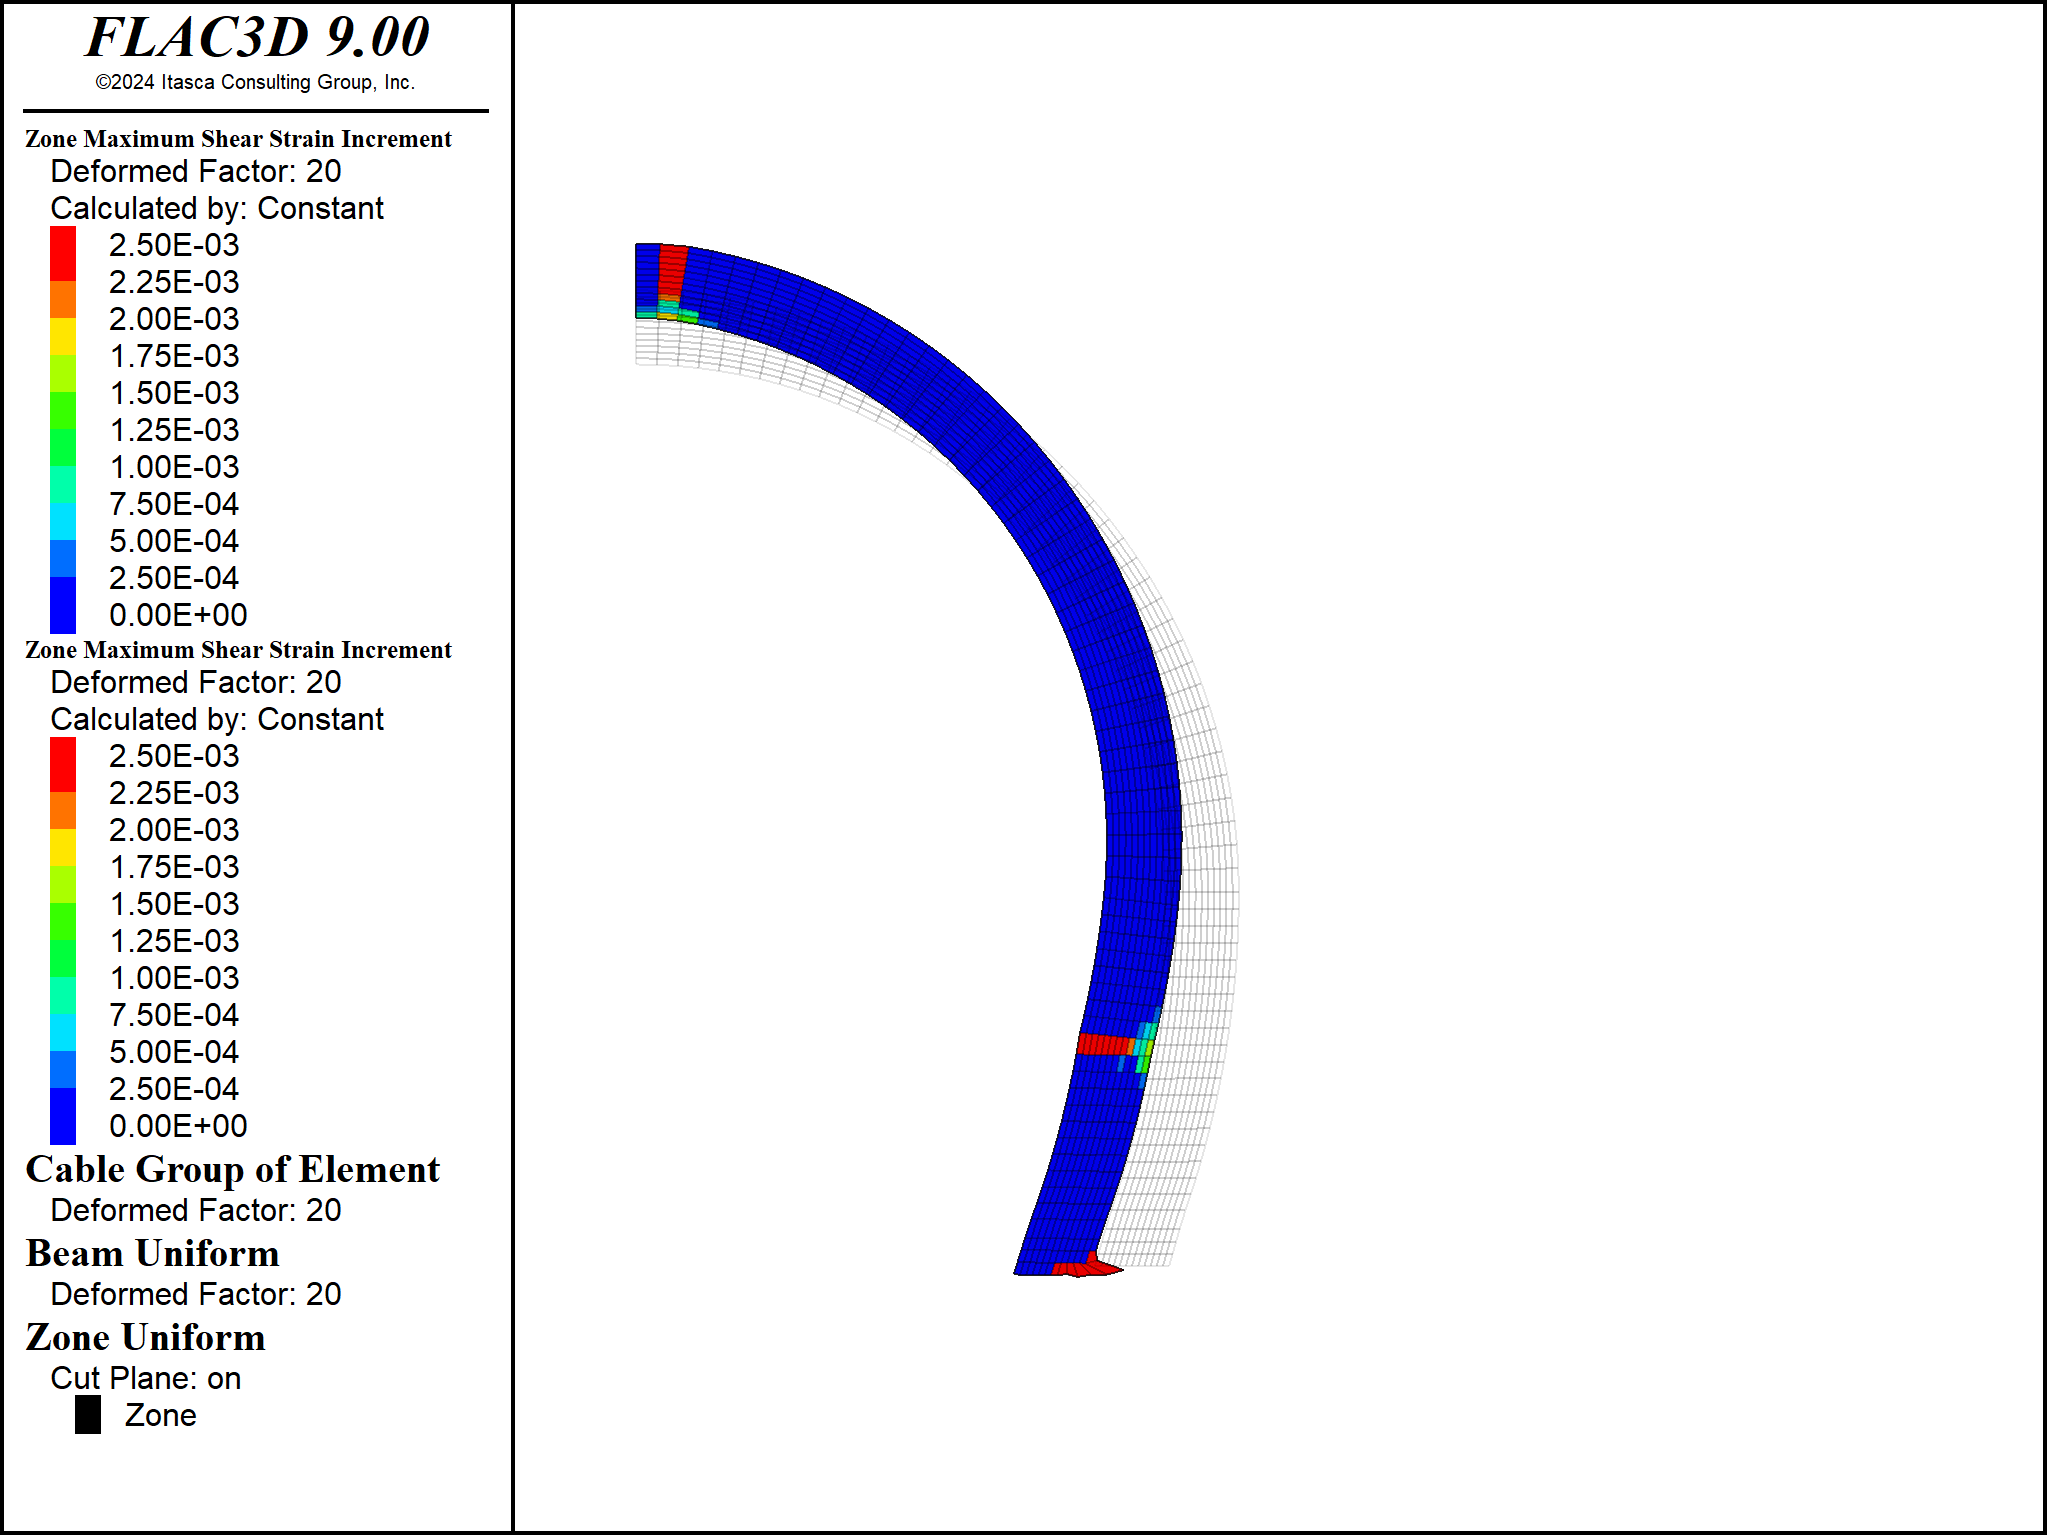 FLAC3D 9.00
©2024 Itasca Consulting Group, Inc.
Zone Maximum Shear Strain Increment
Deformed Factor: 20
Calculated by: Constant
2.50E-03
2.25E-03
2.00E-03
1.75E-03
1.50E-03
1.25E-03
1.00E-03
7.50E-04
5.00E-04
2.50E-04
0.00E+00
Zone Maximum Shear Strain Increment
Deformed Factor: 20
Calculated by: Constant
2.50E-03
2.25E-03
2.00E-03
1.75E-03
1.50E-03
1.25E-03
1.00E-03
7.50E-04
5.00E-04
2.50E-04
0.00E+00
Cable Group of Element
Deformed Factor: 20
Beam Uniform
Deformed Factor: 20
Zone Uniform
Cut Plane: on
Zone